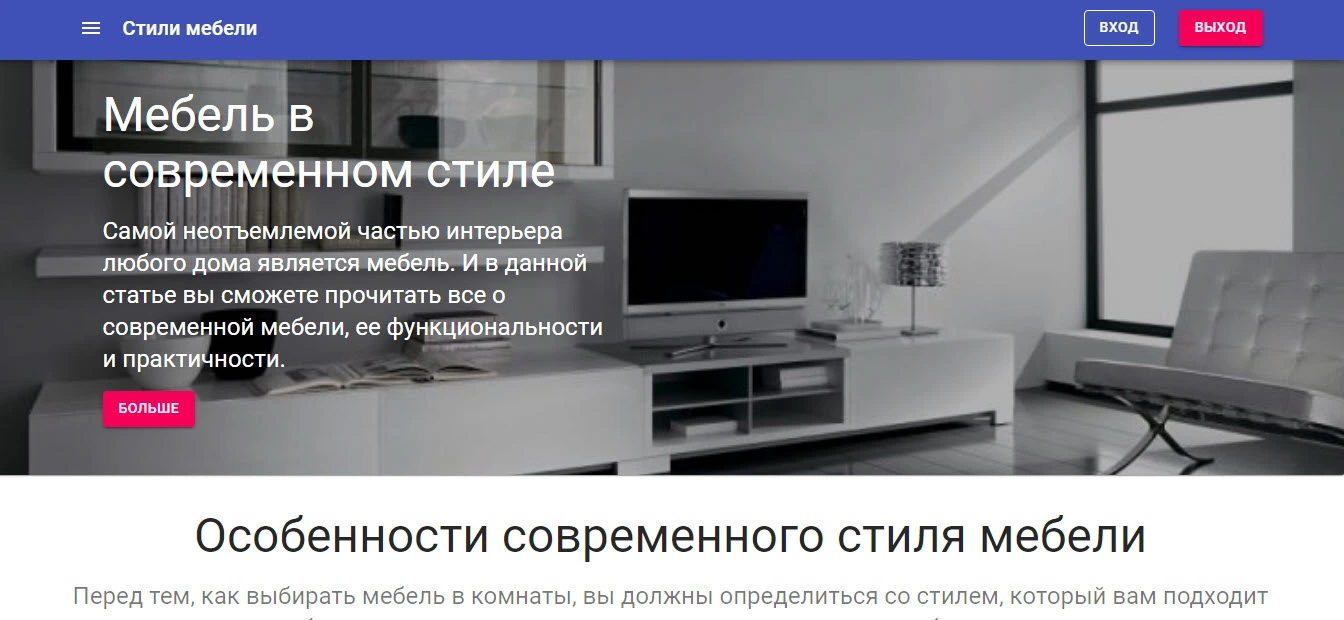 Стили мебели
ВХОД
ВЫХОД
Мебель в
современном стиле
Самой неотъемлемой частью интерьера
любого дома является мебель. И в данной
статье вы сможете прочитать все о
современной мебели, ее функциональности
и практичности.
БОЛЬШЕ
Особенности современного стиля мебели
Перед тем, как выбирать мебель в комнаты, вы должны определиться со стилем, который вам подходит